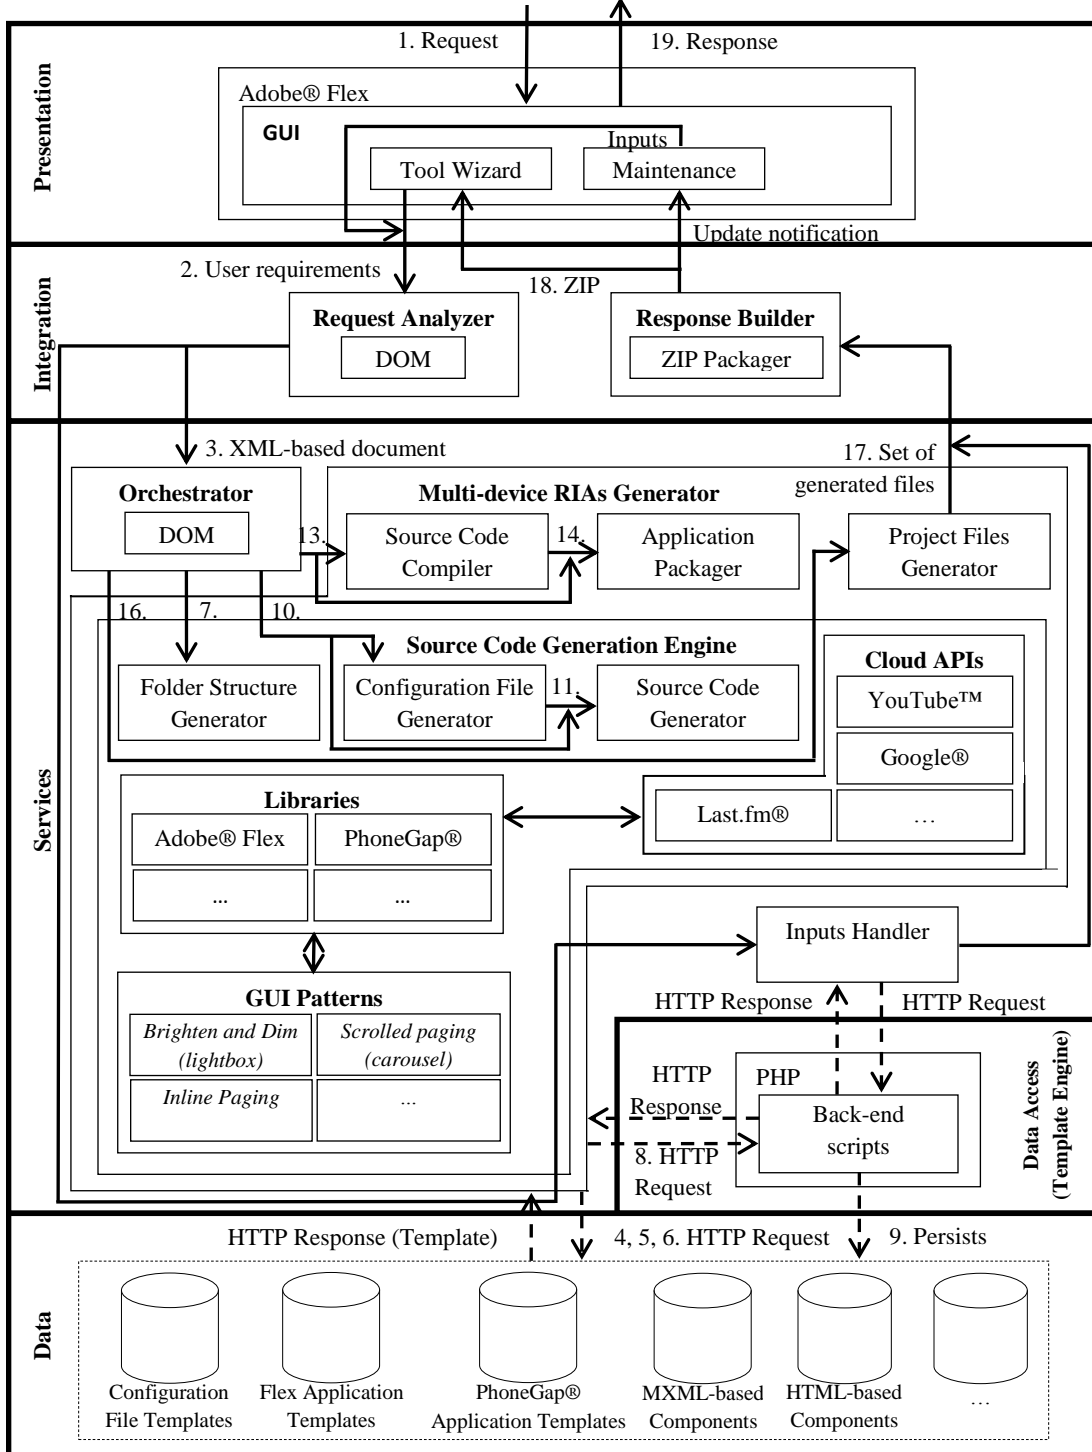 1. Request
19. Response
Presentation
Adobe® Flex
GUI
Inputs
Tool Wizard
Maintenance
Update notification
2. User requirements
18. ZIP
Integration
Request Analyzer
DOM
Response Builder
ZIP Packager
3. XML-based document
17. Set of
generated files
Services
Orchestrator
DOM
Multi-device RIAs Generator
13.
Source Code
Compiler
14.
Application
Packager
Project Files
Generator
16.
7.
10.
Source Code Generation Engine
Folder Structure
Generator
Configuration File
Generator
11.
Source Code
Generator
Cloud APIs
YouTube™
Google®
Last.fm®
…
Libraries
Adobe® Flex
PhoneGap®
...
...
Inputs Handler
GUI Patterns
Brighten and Dim
(lightbox)
Scrolled paging
(carousel)
Inline Paging
...
HTTP Response
HTTP Request
Data Access
(Template Engine)
PHP
Back-end
scripts
HTTP
Response
8. HTTP
Request
HTTP Response (Template)
4, 5, 6. HTTP Request
9. Persists
Data
Configuration
File Templates
Flex Application
Templates
PhoneGap®
Application Templates
MXML-based
Components
HTML-based
Components
…